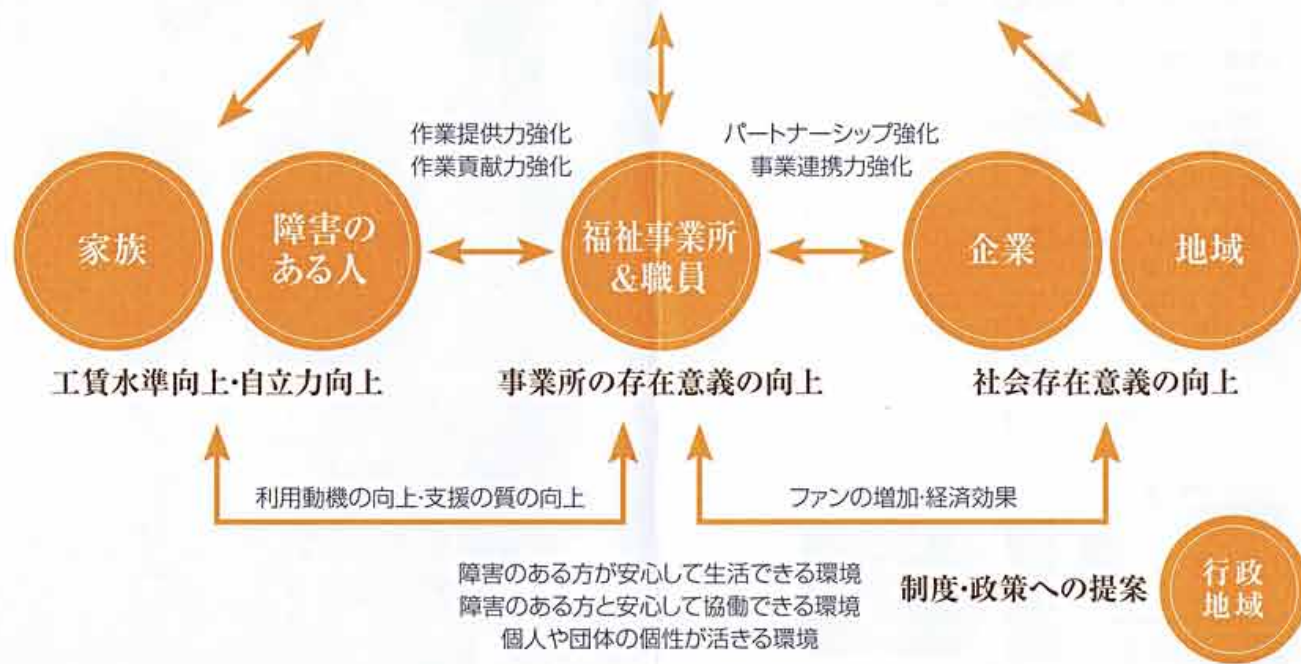 作業提供力強化
作業貢献力強化
パートナーシップ強化
事業連携力強化
家族
障害の
ある人
福祉事業所
&職員
企業
地域
工賃水準向上・自立力向上
事業所の存在意義の向上
社会存在意義の向上
利用動機の向上・支援の質の向上
ファンの増加・経済効果
障害のある方が安心して生活できる環境
障害のある方と安心して協働できる環境
個人や団体の個性が活きる環境
制度・政策への提案
行政
地域